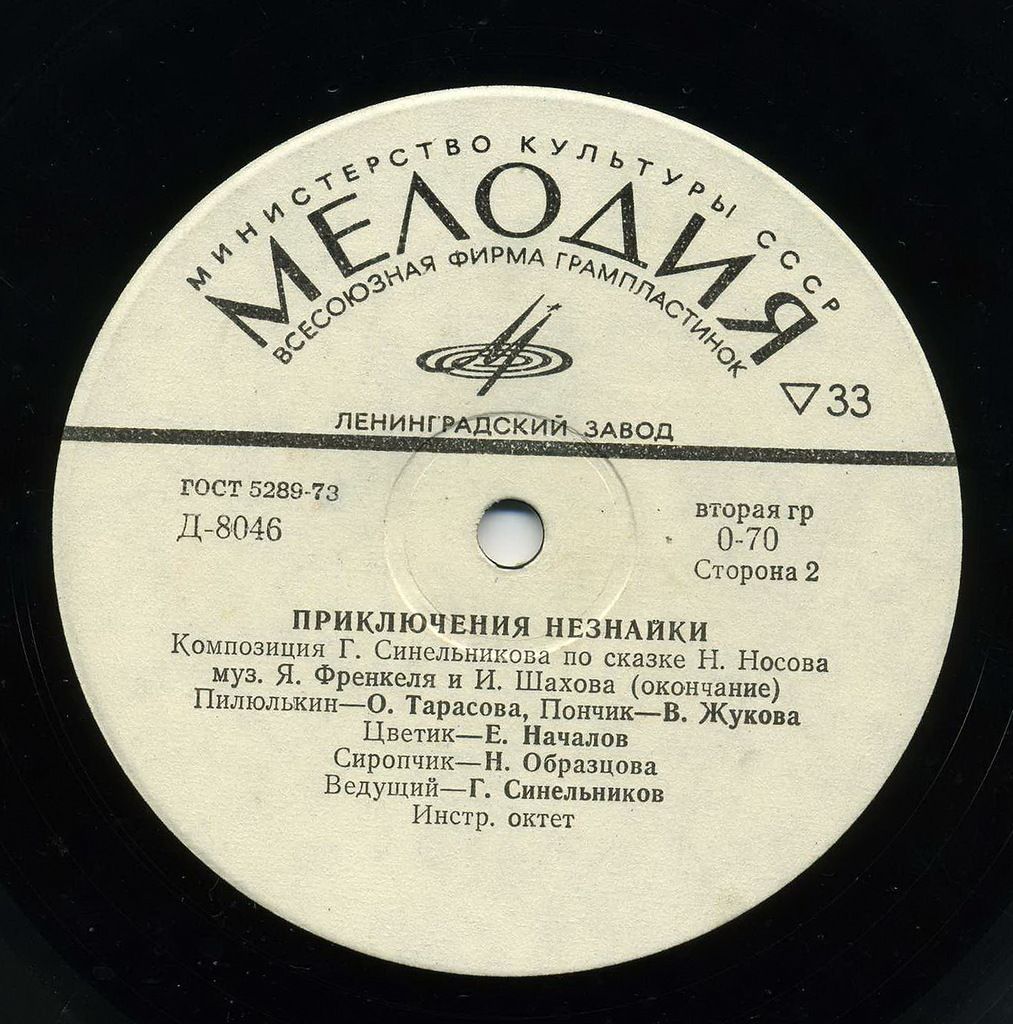 МИНИСТЕРСТВО КУЛЬТУРЫ СССР
МЕЛОДИЯ
ВСЕСОЮЗНАЯ ФИРМА ГРАМПЛАСТИНОК
▽33
ЛЕНИНГРАДСКИЙ ЗАВОД
ГОСТ 5289-73
Д-8046
вторая гр
0-70
Сторона 2
ПРИКЛЮЧЕНИЯ НЕЗНАЙКИ
Композиция Г. Синельникова по сказке Н. Носова
муз. Я. Френкеля и И. Шахова (окончание)
Пилюлькин—О. Тарасова, Пончик—В. Жукова
Цветик—Е. Началов
Сиропчик—Н. Образцова
Ведущий—Г. Синельников
Инстр. октет